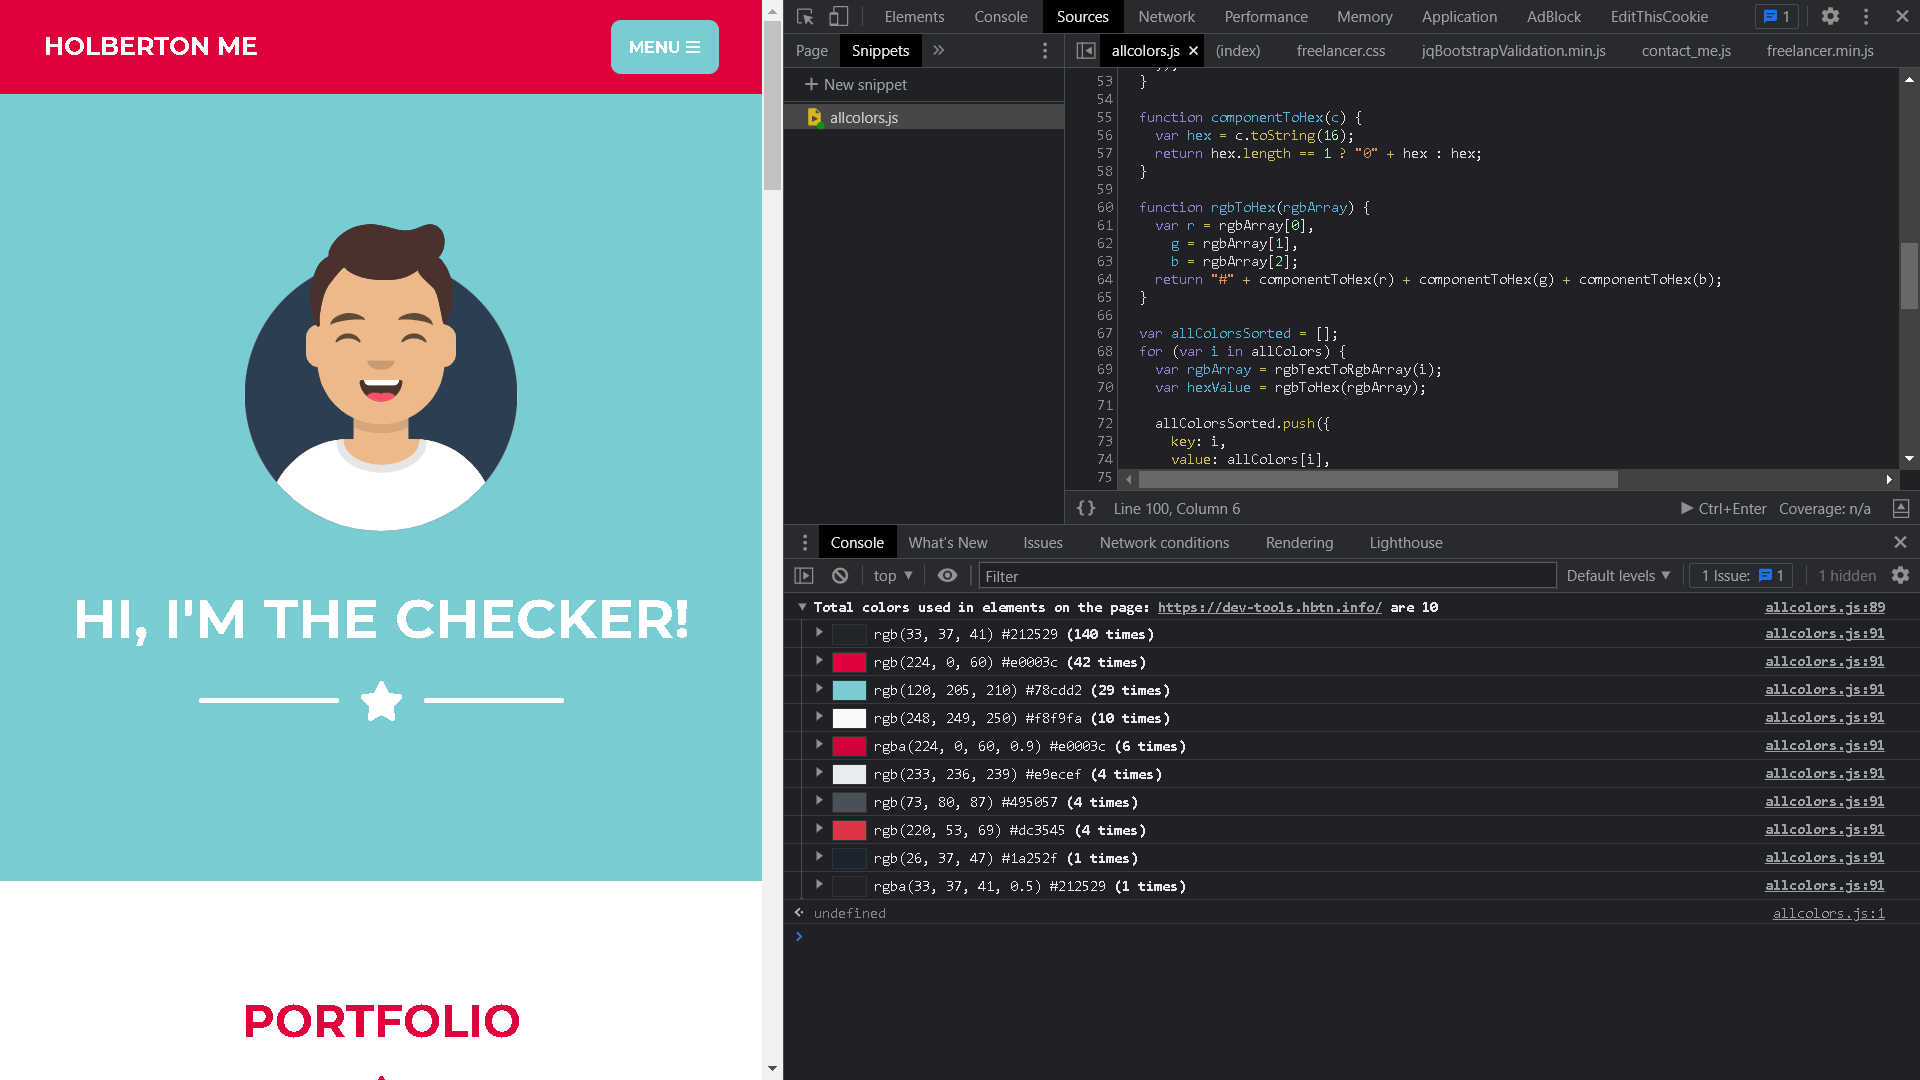 HOLBERTON ME
MENU
HI, I'M THE CHECKER!
PORTFOLIO
Elements Console Sources Network Performance Memory Application AdBlock EditThisCookie 1
Page Snippets
allcolors.js (index) freelancer.css jqBootstrapValidation.min.js contact_me.js freelancer.min.js
New snippet
allcolors.js
53 }
54
55 function componentToHex(c) {
56 var hex = c.toString(16);
57 return hex.length == 1 ? "0" + hex : hex;
58 }
59
60 function rgbToHex(rgbArray) {
61 var r = rgbArray[0],
62 g = rgbArray[1],
63 b = rgbArray[2];
64 return "#" + componentToHex(r) + componentToHex(g) + componentToHex(b);
65 }
66
67 var allColorsSorted = [];
68 for (var i in allColors) {
69 var rgbArray = rgbTextToRgbArray(i);
70 var hexValue = rgbToHex(rgbArray);
71
72 allColorsSorted.push({
73 key: i,
74 value: allColors[i],
75
{} Line 100, Column 6 Ctrl+Enter Coverage: n/a
Console What's New Issues Network conditions Rendering Lighthouse
top Filter Default levels 1 Issue: 1 1 hidden
Total colors used in elements on the page: https://dev-tools.hbtn.info/ are 10 allcolors.js:89
rgb(33, 37, 41) #212529 (140 times) allcolors.js:91
rgb(224, 0, 60) #e0003c (42 times) allcolors.js:91
rgb(120, 205, 210) #78cdd2 (29 times) allcolors.js:91
rgb(248, 249, 250) #f8f9fa (10 times) allcolors.js:91
rgba(224, 0, 60, 0.9) #e0003c (6 times) allcolors.js:91
rgb(233, 236, 239) #e9ecef (4 times) allcolors.js:91
rgb(73, 80, 87) #495057 (4 times) allcolors.js:91
rgb(220, 53, 69) #dc3545 (4 times) allcolors.js:91
rgb(26, 37, 47) #1a252f (1 times) allcolors.js:91
rgba(33, 37, 41, 0.5) #212529 (1 times) allcolors.js:91
undefined allcolors.js:1